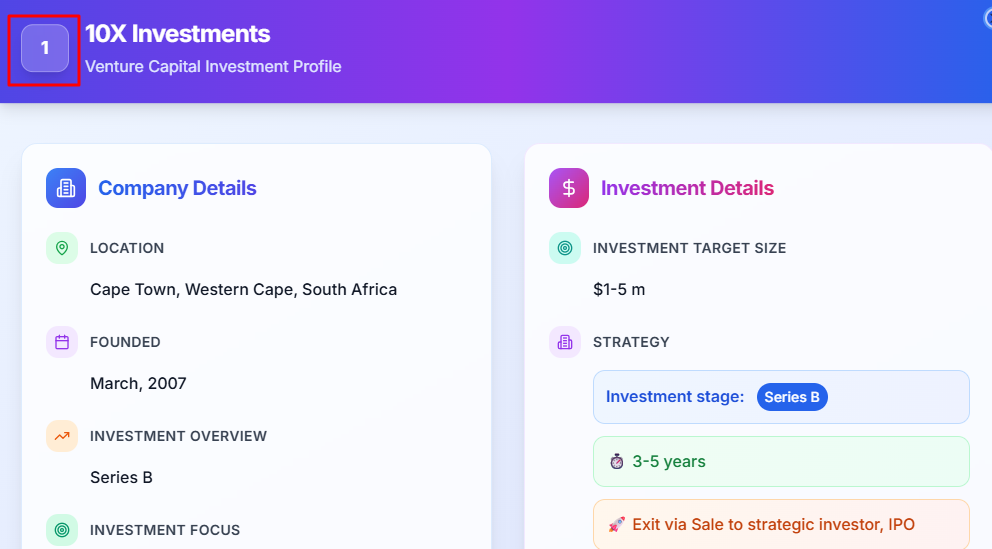 1
10X Investments
Venture Capital Investment Profile
Company Details
LOCATION
Cape Town, Western Cape, South Africa
FOUNDED
March, 2007
INVESTMENT OVERVIEW
Series B
INVESTMENT FOCUS
Investment Details
INVESTMENT TARGET SIZE
$1-5 m
STRATEGY
Investment stage: Series B
3-5 years
Exit via Sale to strategic investor, IPO